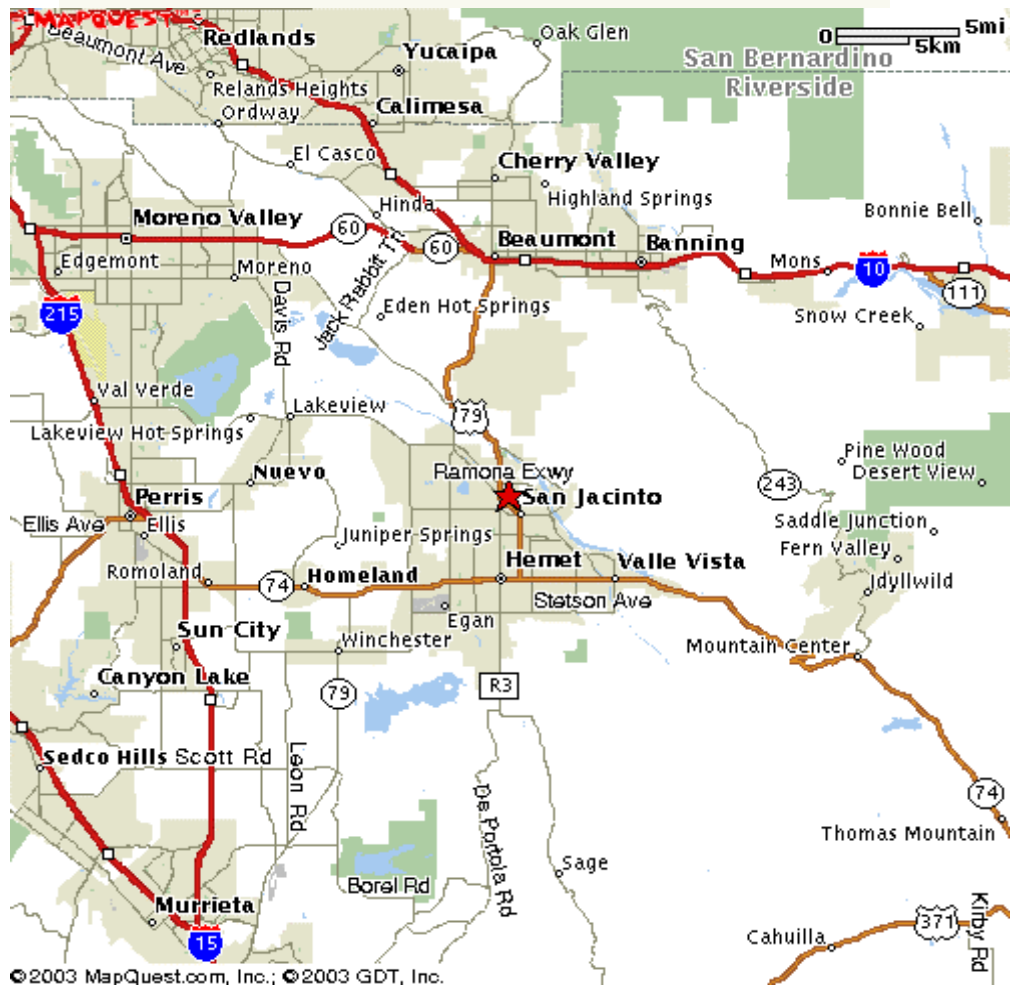 MAPQUEST
Redlands
Beaumont Ave
Yucaipa
Oak Glen
0 5mi
5km
San Bernardino
Riverside
Relands Heights
Ordway
Calimesa
El Casco
Cherry Valley
Highland Springs
Hinda
Bonnie Bell
Moreno Valley
60
60
Beaumont
Banning
Mons
10
Edgemont
Moreno
Jack Rabbit Trl
Davis Rd
111
215
Eden Hot Springs
Snow Creek
Val Verde
Lakeview
79
Lakeview Hot Springs
Pine Wood
Desert View
Nuevo
Ramona Exwy
243
Perris
San Jacinto
Ellis Ave
Ellis
Juniper Springs
Saddle Junction
Fern Valley
Hemet
Valle Vista
Romoland
74
Homeland
Idyllwild
Stetson Ave
Egan
Sun City
Winchester
Mountain Center
Canyon Lake
79
R3
Sedco Hills
Scott Rd
Leon Rd
74
De Portola Rd
Thomas Mountain
Sage
Borel Rd
Murrieta
15
371
Cahuilla
Kirby Rd
©2003 MapQuest.com, Inc.; ©2003 GDT, Inc.